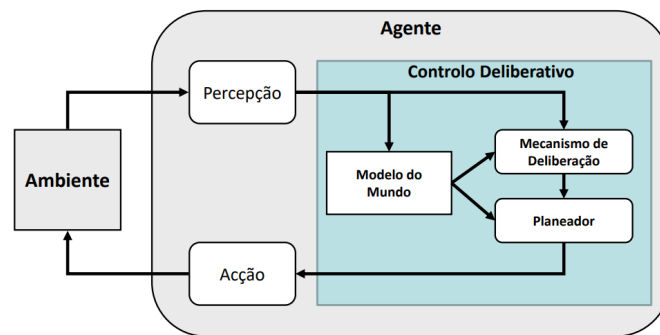 Agente
Controlo Deliberativo
Percepção
Mecanismo de
Deliberação
Ambiente
Modelo do
Mundo
Planeador
Acção